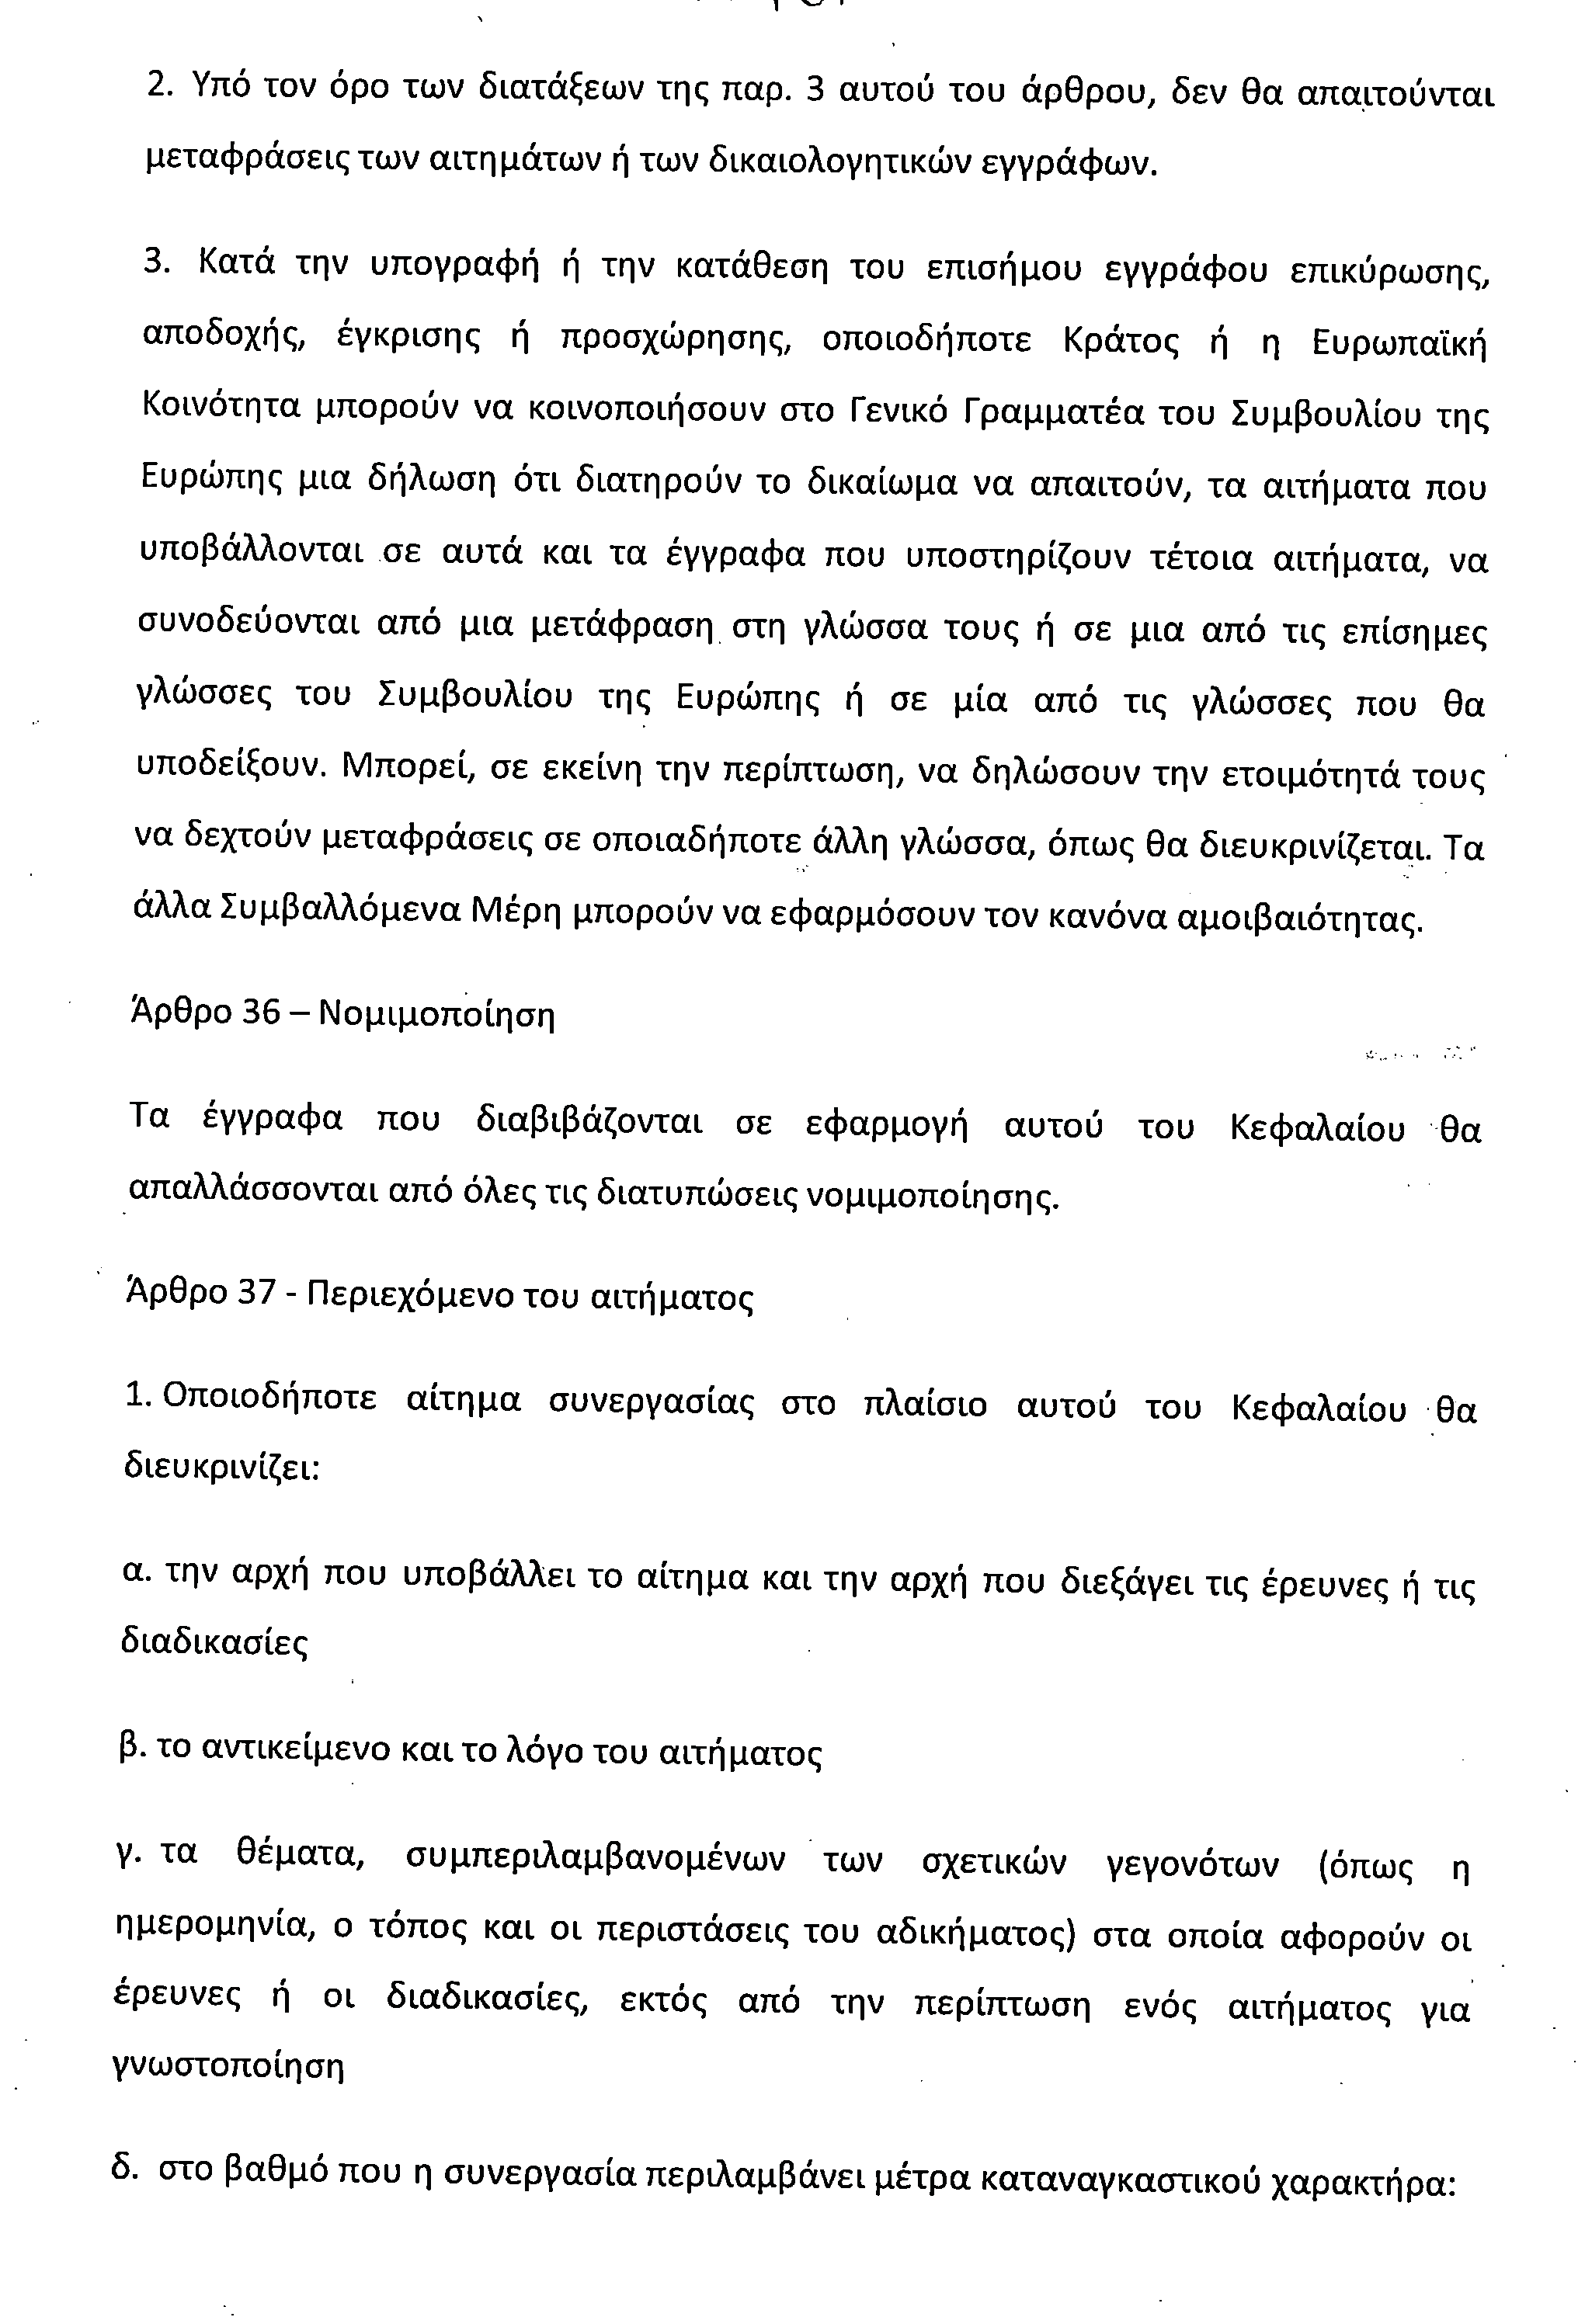 2. Υπό τον όρο των διατάξεων της παρ. 3 αυτού του άρθρου, δεν θα απαιτούνται
μεταφράσεις των αιτημάτων ή των δικαιολογητικών εγγράφων.
3. Κατά την υπογραφή ή την κατάθεση του επισήμου εγγράφου επικύρωσης,
αποδοχής, έγκρισης ή προσχώρησης, οποιοδήποτε Κράτος ή η Ευρωπαϊκή
Κοινότητα μπορούν να κοινοποιήσουν στο Γενικό Γραμματέα του Συμβουλίου της
Ευρώπης μια δήλωση ότι διατηρούν το δικαίωμα να απαιτούν, τα αιτήματα που
υποβάλλονται σε αυτά και τα έγγραφα που υποστηρίζουν τέτοια αιτήματα, να
συνοδεύονται από μια μετάφραση στη γλώσσα τους ή σε μια από τις επίσημες
γλώσσες του Συμβουλίου της Ευρώπης ή σε μία από τις γλώσσες που θα
υποδείξουν. Μπορεί, σε εκείνη την περίπτωση, να δηλώσουν την ετοιμότητά τους
να δεχτούν μεταφράσεις σε οποιαδήποτε άλλη γλώσσα, όπως θα διευκρινίζεται. Τα
άλλα Συμβαλλόμενα Μέρη μπορούν να εφαρμόσουν τον κανόνα αμοιβαιότητας.
Άρθρο 36 – Νομιμοποίηση
Τα έγγραφα που διαβιβάζονται σε εφαρμογή αυτού του Κεφαλαίου θα
απαλλάσσονται από όλες τις διατυπώσεις νομιμοποίησης.
Άρθρο 37 - Περιεχόμενο του αιτήματος
1. Οποιοδήποτε αίτημα συνεργασίας στο πλαίσιο αυτού του Κεφαλαίου θα
διευκρινίζει:
α. την αρχή που υποβάλλει το αίτημα και την αρχή που διεξάγει τις έρευνες ή τις
διαδικασίες
β. το αντικείμενο και το λόγο του αιτήματος
γ. τα θέματα, συμπεριλαμβανομένων των σχετικών γεγονότων (όπως η
ημερομηνία, ο τόπος και οι περιστάσεις του αδικήματος) στα οποία αφορούν οι
έρευνες ή οι διαδικασίες, εκτός από την περίπτωση ενός αιτήματος για
γνωστοποίηση
δ. στο βαθμό που η συνεργασία περιλαμβάνει μέτρα καταναγκαστικού χαρακτήρα: